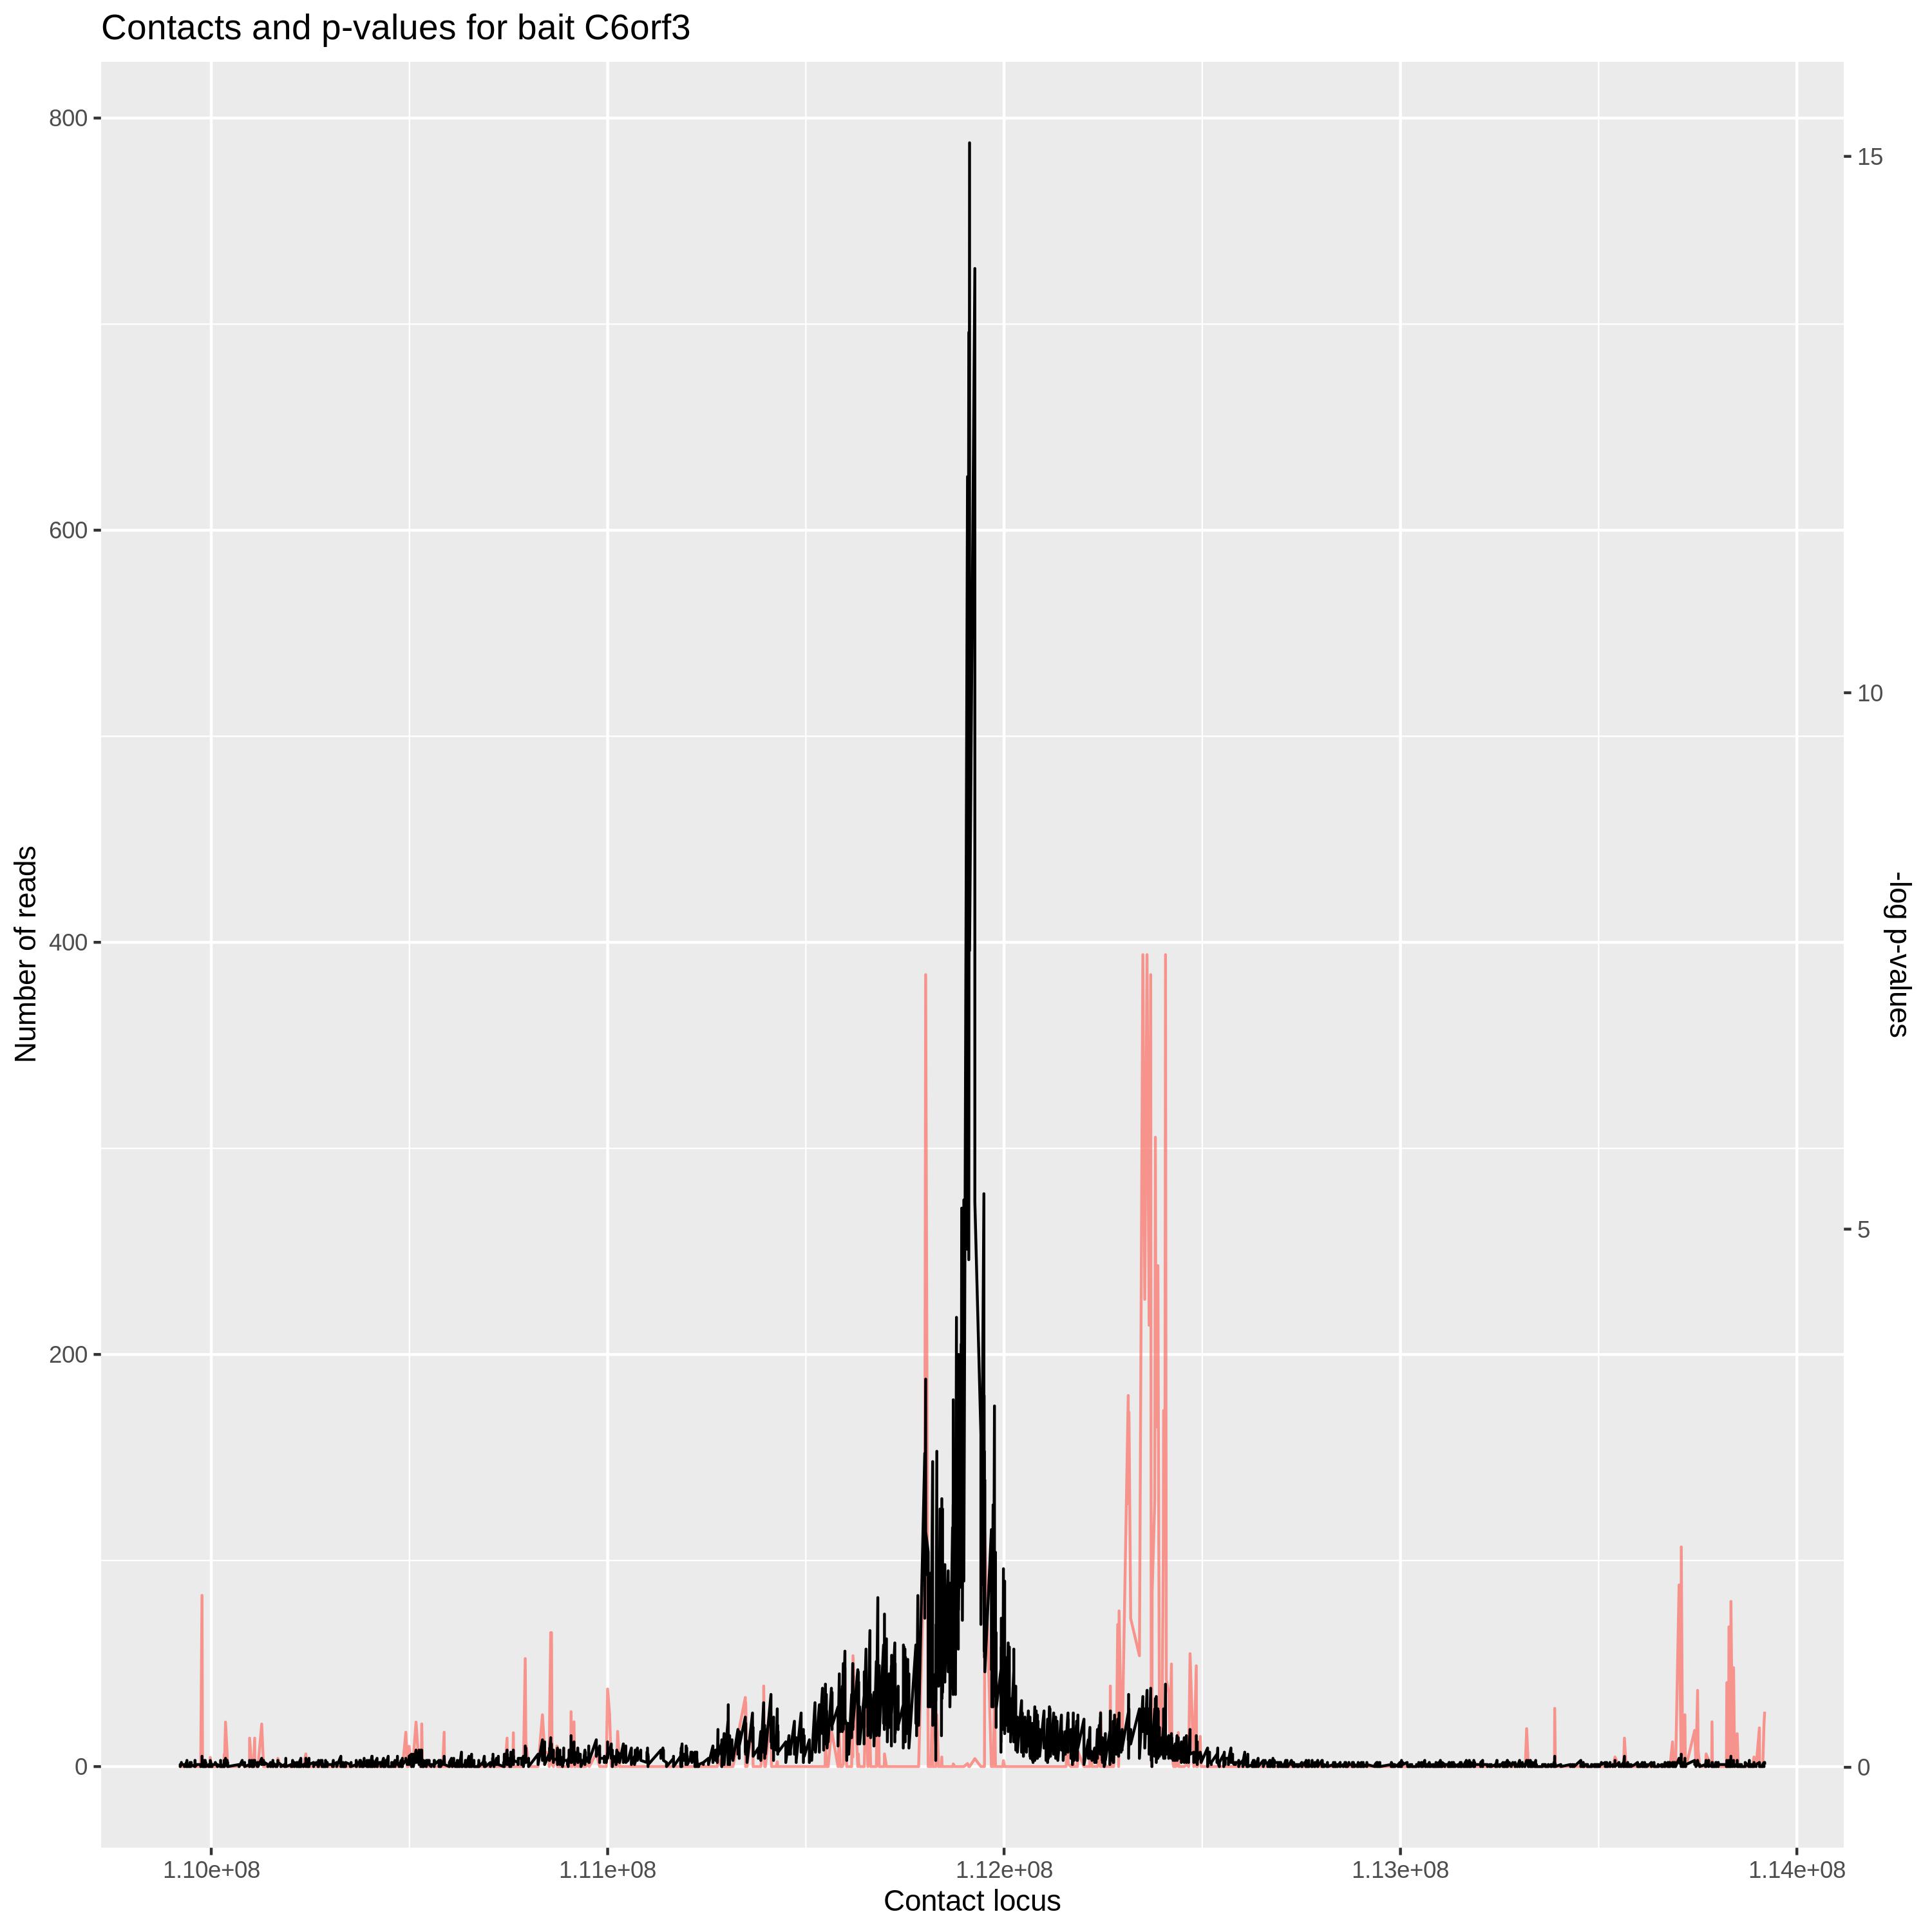 Contacts and p-values for bait C6orf3
800
600
400
200
0
Number of reads
15
10
5
0
-log p-values
1.10e+08
1.11e+08
1.12e+08
1.13e+08
1.14e+08
Contact locus